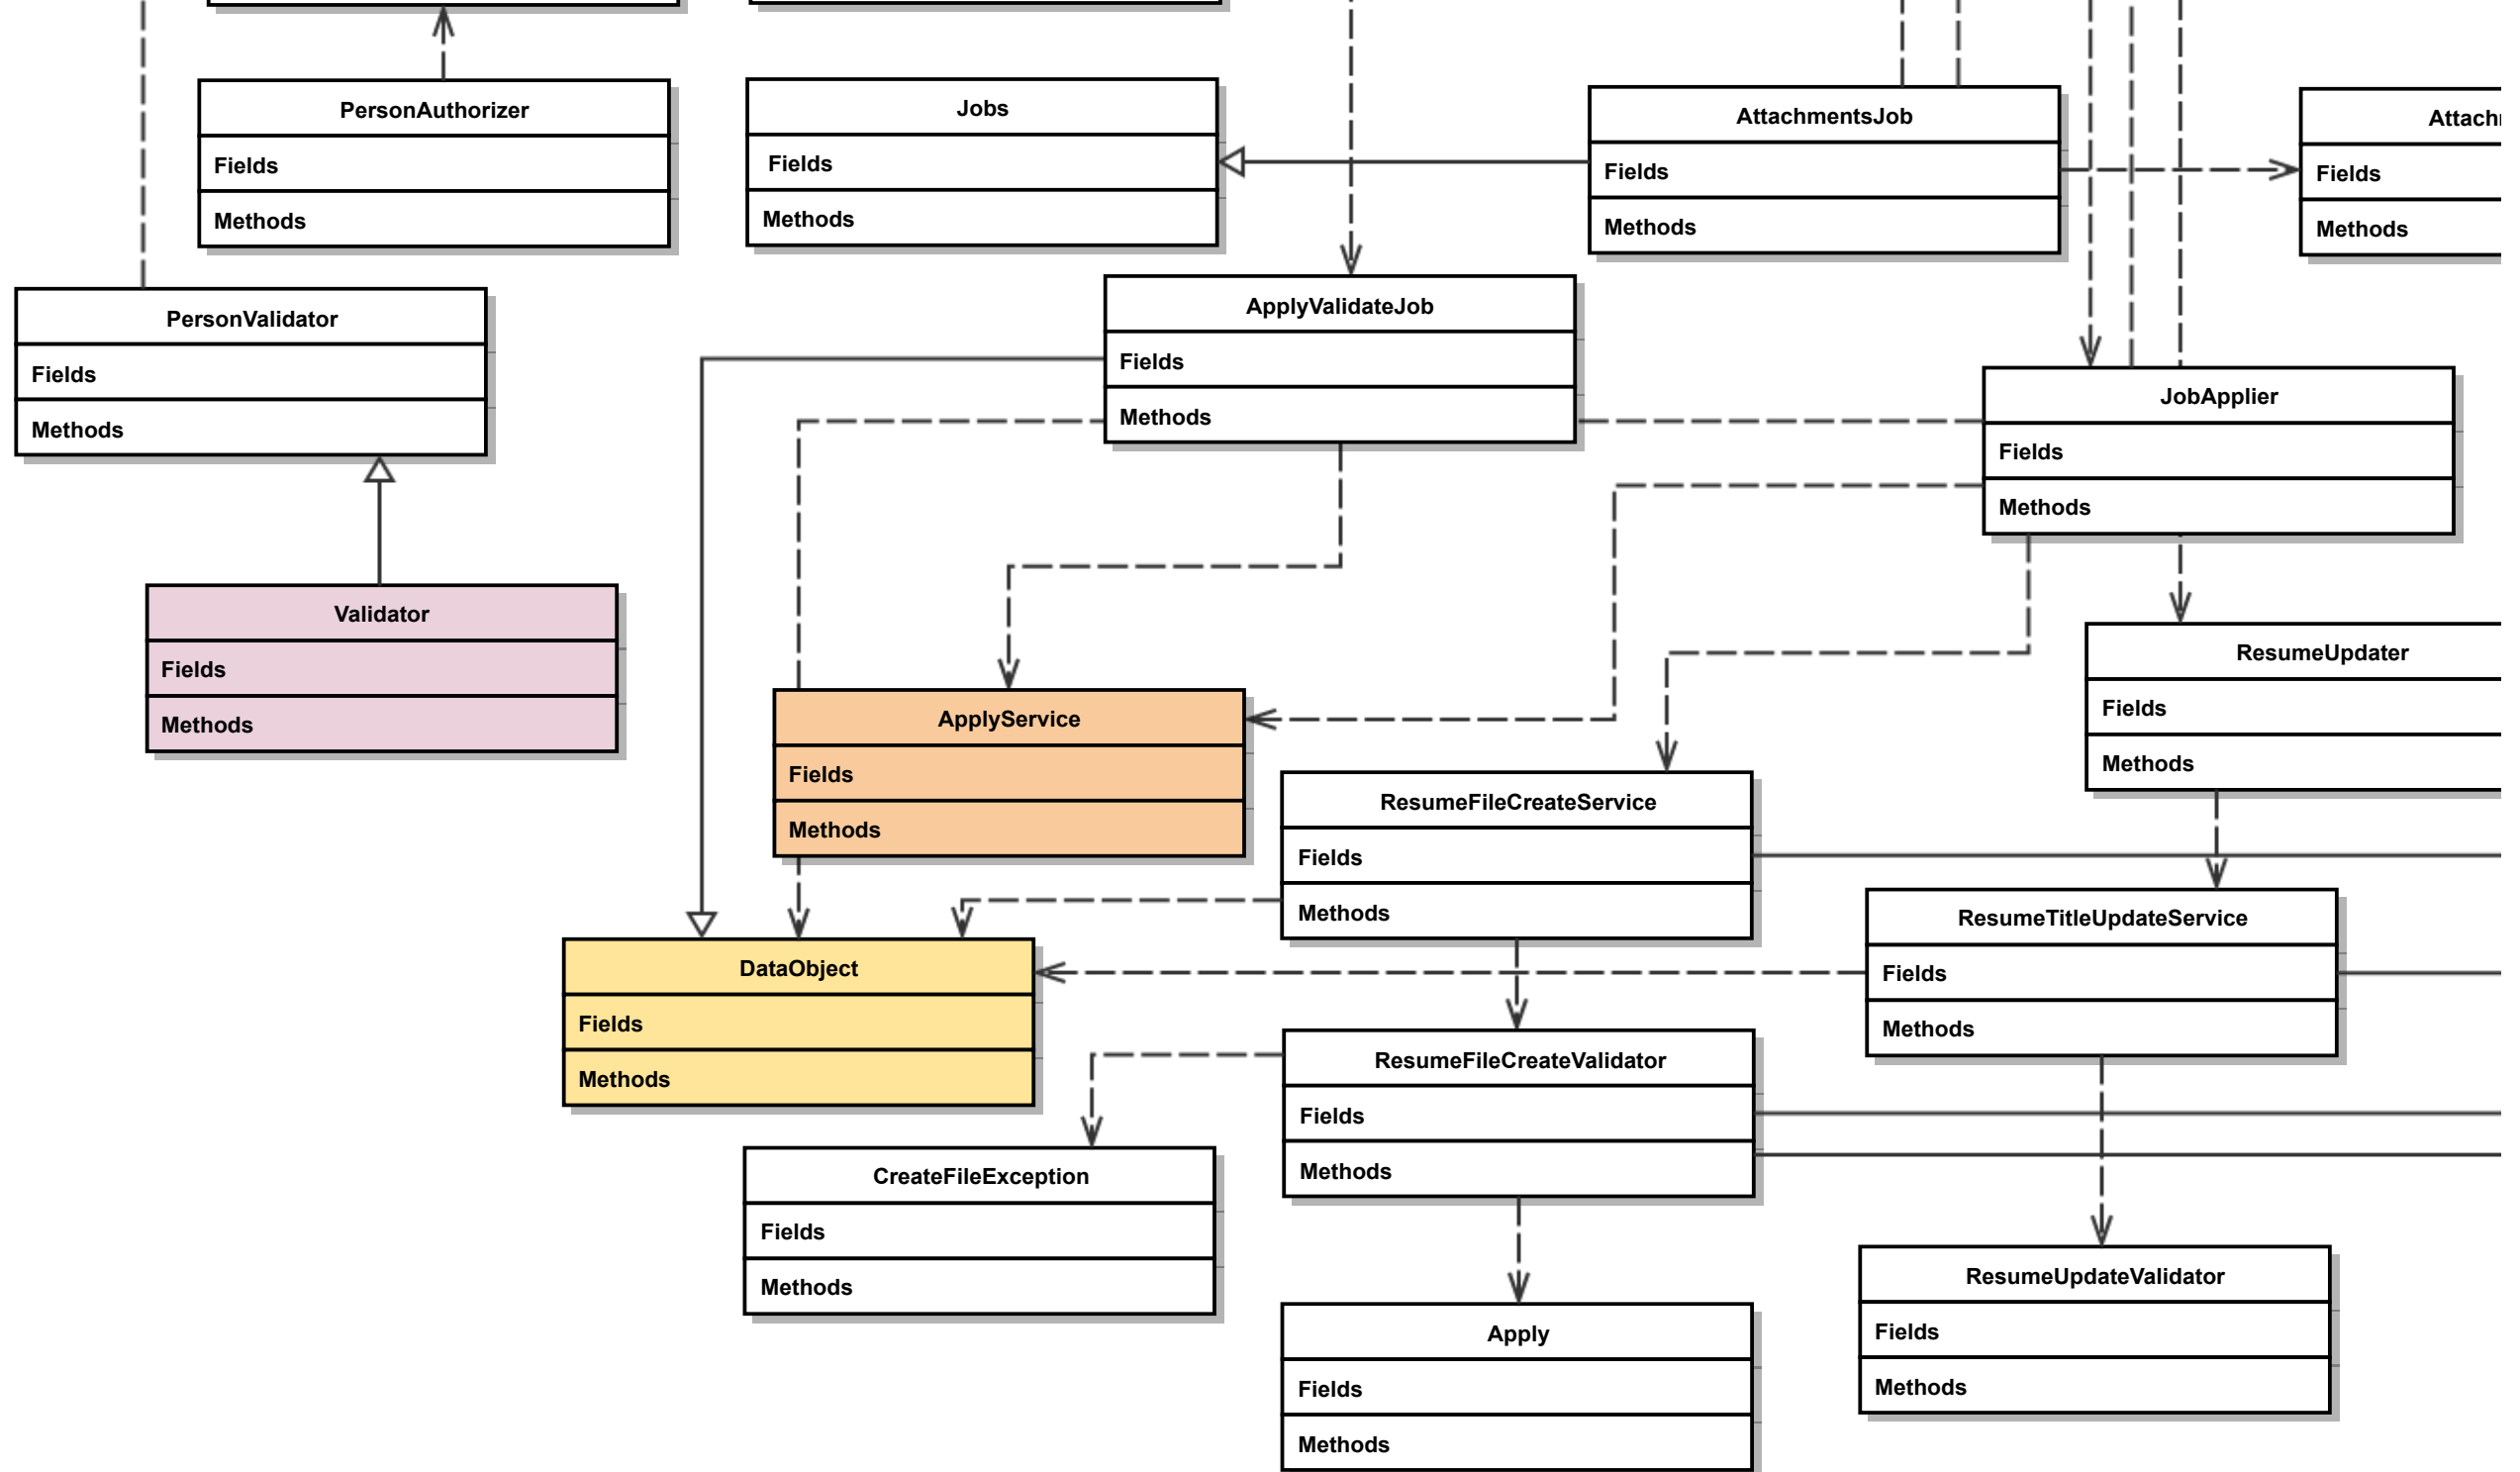 PersonAuthorizer
Fields
Methods
Jobs
Fields
Methods
AttachmentsJob
Fields
Methods
Fields
Methods
PersonValidator
Fields
Methods
ApplyValidateJob
Fields
Methods
JobApplier
Fields
Methods
Validator
Fields
Methods
ApplyService
Fields
Methods
ResumeUpdater
Fields
Methods
ResumeFileCreateService
Fields
Methods
ResumeTitleUpdateService
Fields
Methods
DataObject
Fields
Methods
ResumeFileCreateValidator
Fields
Methods
CreateFileException
Fields
Methods
ResumeUpdateValidator
Fields
Methods
Apply
Fields
Methods